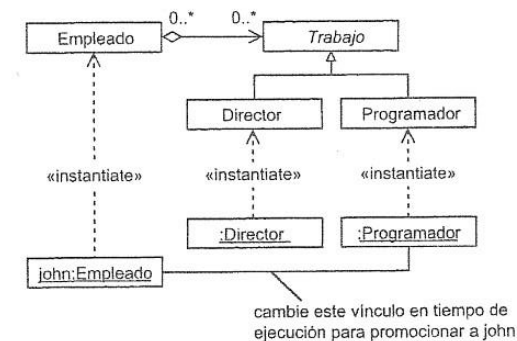 0..* 0..*
Empleado Trabajo
Director Programador
«instantiate» «instantiate» «instantiate»
:Director :Programador
john:Empleado
cambie este vínculo en tiempo de
ejecución para promocionar a john